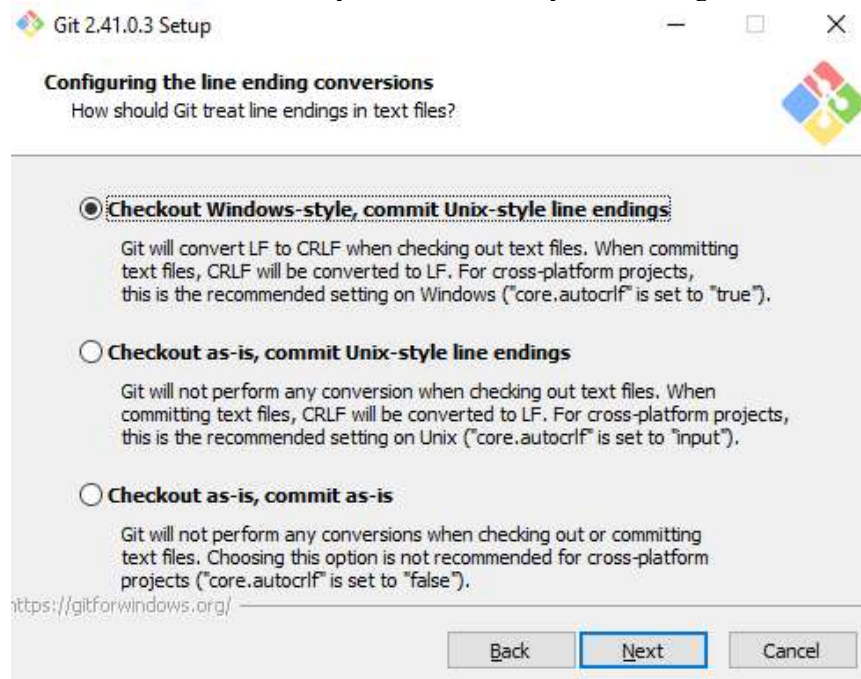 Git 2.41.0.3 Setup
Configuring the line ending conversions
How should Git treat line endings in text files?
Checkout Windows-style, commit Unix-style line endings
Git will convert LF to CRLF when checking out text files. When committing
text files, CRLF will be converted to LF. For cross-platform projects,
this is the recommended setting on Windows ("core.autocrlf" is set to "true").
Checkout as-is, commit Unix-style line endings
Git will not perform any conversion when checking out text files. When
committing text files, CRLF will be converted to LF. For cross-platform projects,
this is the recommended setting on Unix ("core.autocrlf" is set to "input").
Checkout as-is, commit as-is
Git will not perform any conversions when checking out or committing
text files. Choosing this option is not recommended for cross-platform
projects ("core.autocrlf" is set to "false").
https://gitforwindows.org/
Back Next Cancel